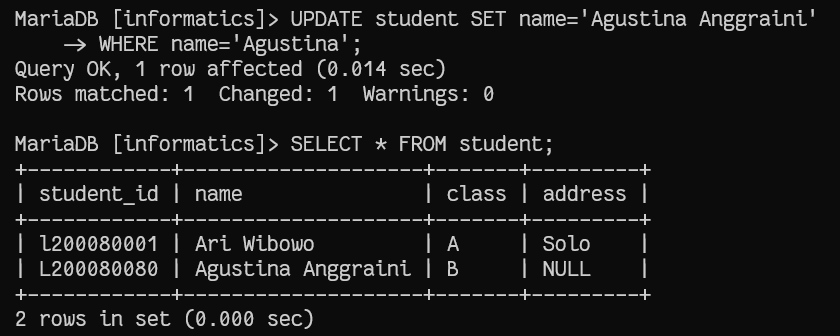 MariaDB [informatics]> UPDATE student SET name='Agustina Anggraini'
    -> WHERE name='Agustina';
Query OK, 1 row affected (0.014 sec)
Rows matched: 1  Changed: 1  Warnings: 0

MariaDB [informatics]> SELECT * FROM student;
+------------+--------------------+-------+---------+
| student_id | name               | class | address |
+------------+--------------------+-------+---------+
| l200080001 | Ari Wibowo         | A     | Solo    |
| L200080080 | Agustina Anggraini | B     | NULL    |
+------------+--------------------+-------+---------+
2 rows in set (0.000 sec)